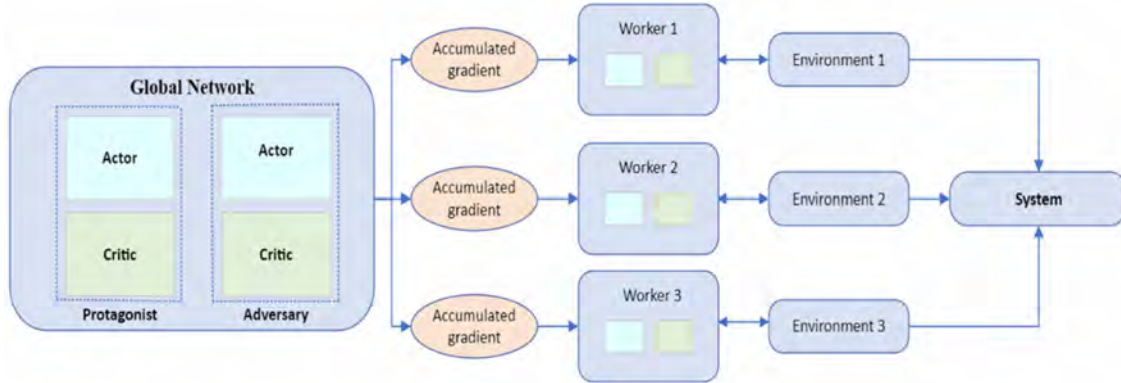 Global Network
Actor
Actor
Critic
Critic
Protagonist
Adversary
Accumulated
gradient
Worker 1
Environment 1
Accumulated
gradient
Worker 2
Environment 2
System
Accumulated
gradient
Worker 3
Environment 3